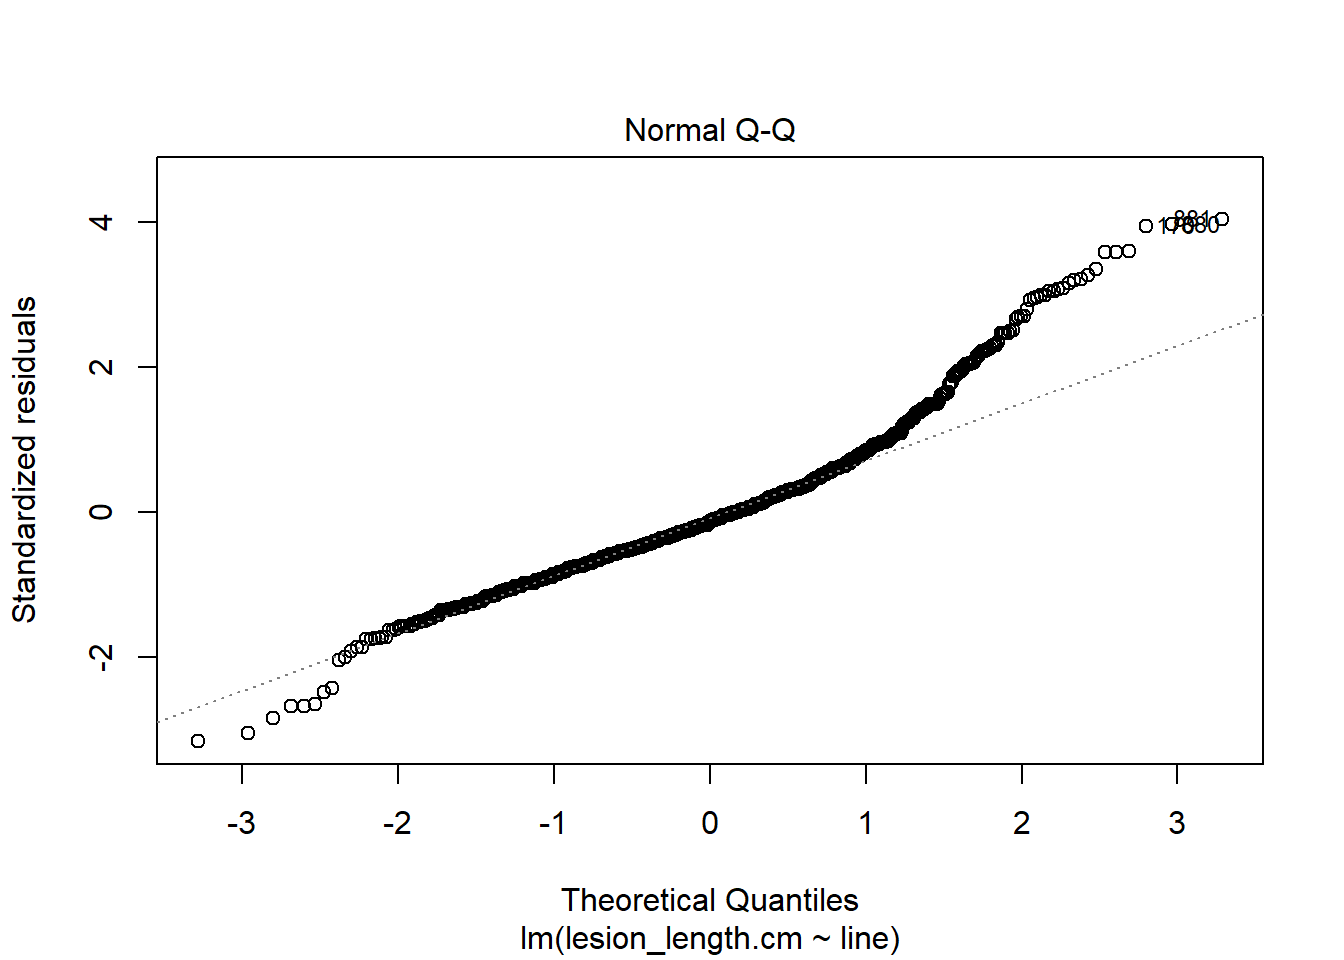 Normal Q-Q
Standardized residuals
4
2
0
-2
-3
-2
-1
0
1
2
3
Theoretical Quantiles
lm(lesion_length.cm ~ line)